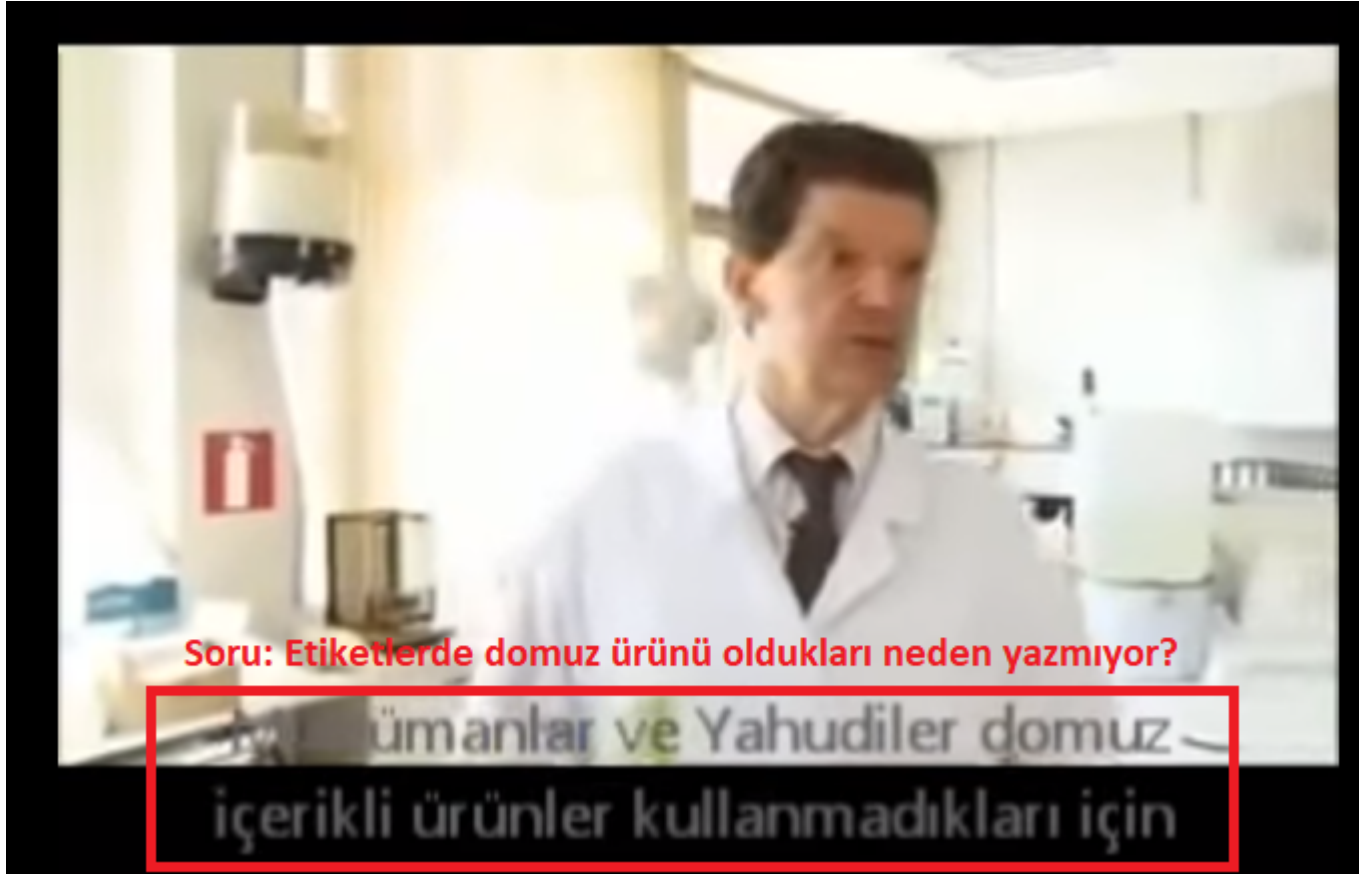 Soru: Etiketlerde domuz ürünü oldukları neden yazmıyor?
ve Yahudiler domuz
içerikli ürünler kullanmadıkları için